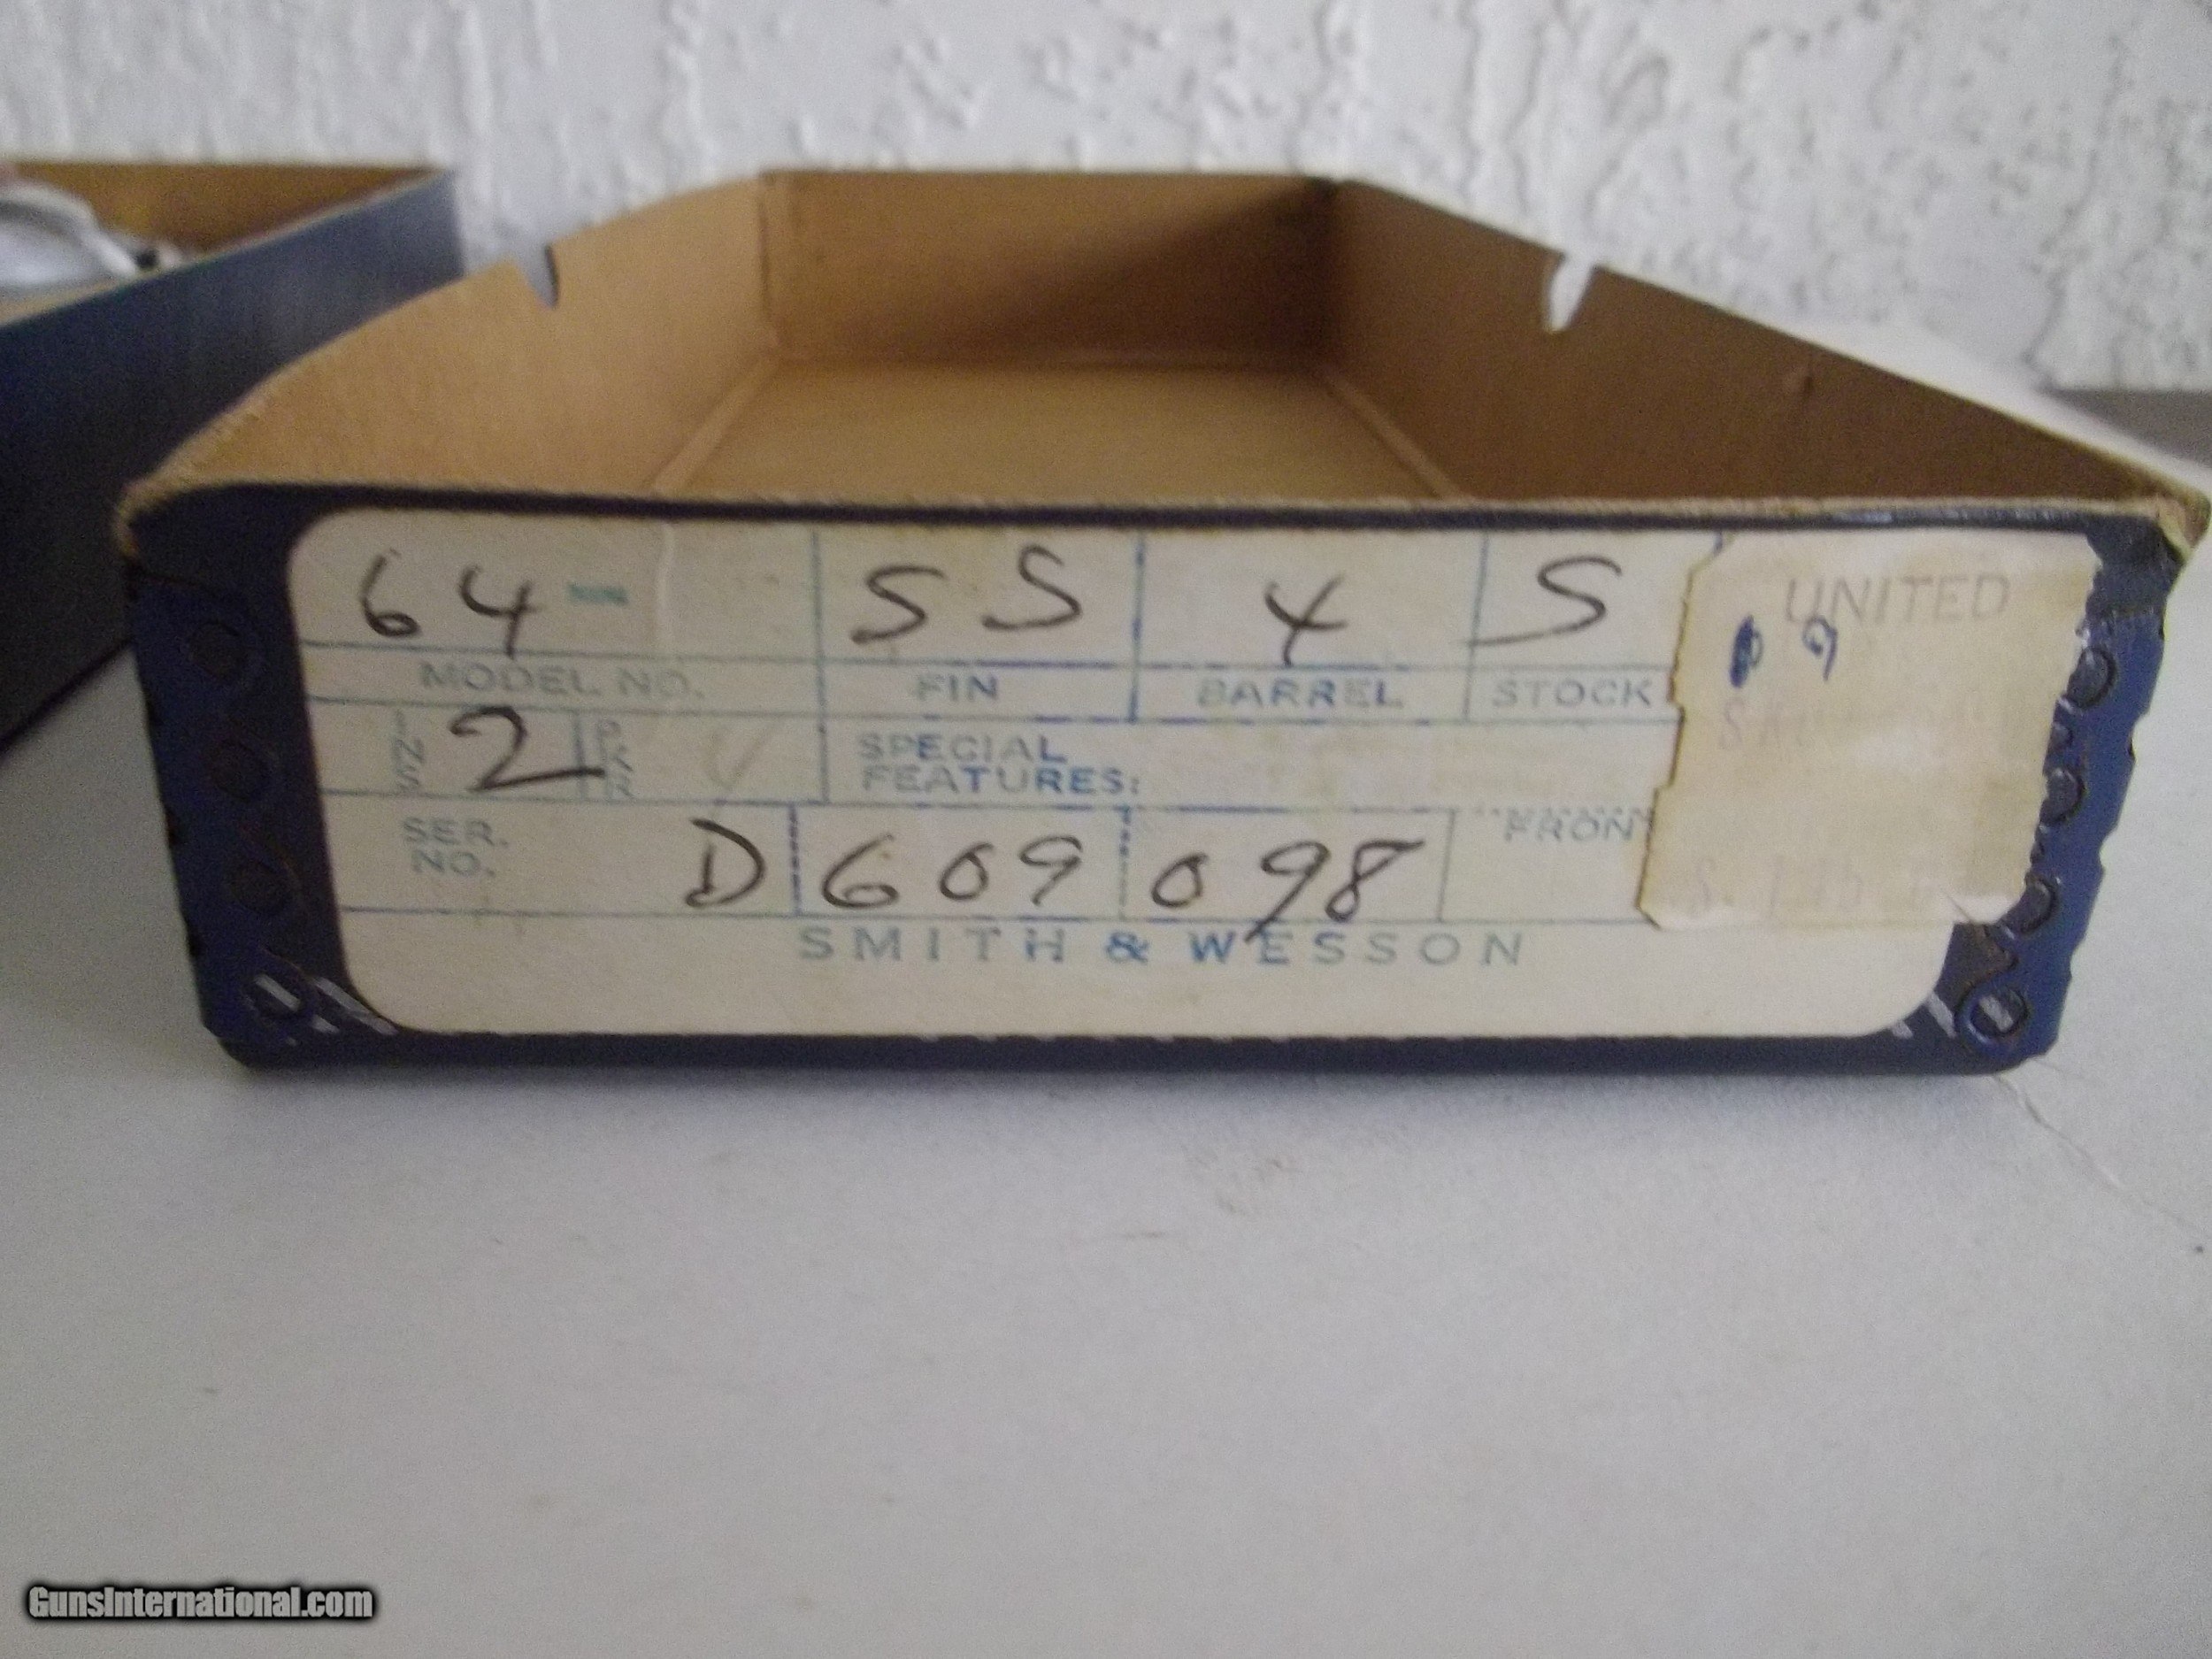 64- SS 4 S
MODEL NO. FIN BARREL STOCK
INS 2 PKR SPECIAL
FEATURES:
SER. NO. D 609 098 FRON
SMITH & WESSON
UNITED
9
GunsInternational.com